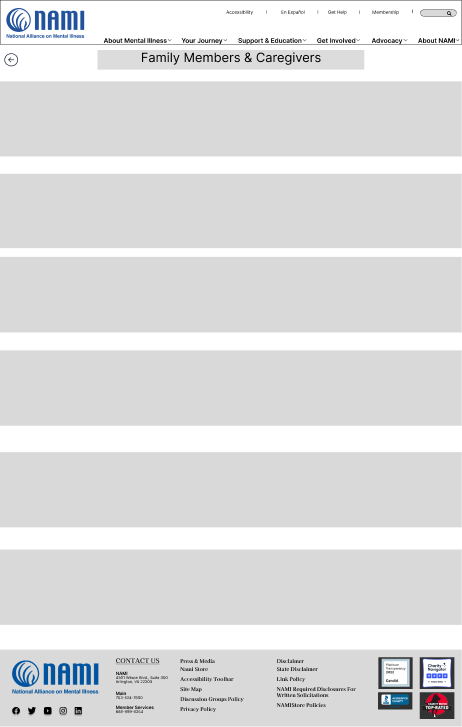 NAMI
National Alliance on Mental Illness
Accessibility | En Español | Get Help | Membership |
About Mental Illness Your Journey Support & Education Get Involved Advocacy About NAMI
Family Members & Caregivers
NAMI
National Alliance on Mental Illness
CONTACT US
NAMI
4301 Wilson Blvd., Suite 300
Arlington, VA 22203
Main
703-524-7600
Member Services
888-999-6264
Press & Media
Nami Store
Accessibility Toolbar
Site Map
Discussion Groups Policy
Privacy Policy
Disclaimer
State Disclaimer
Link Policy
NAMI Required Disclosures For
Written Solicitations
NAMIStore Policies
Platinum
Transparency
2023
Candid.
Charity
Navigator
ACCREDITED
CHARITY
TOP-RATED